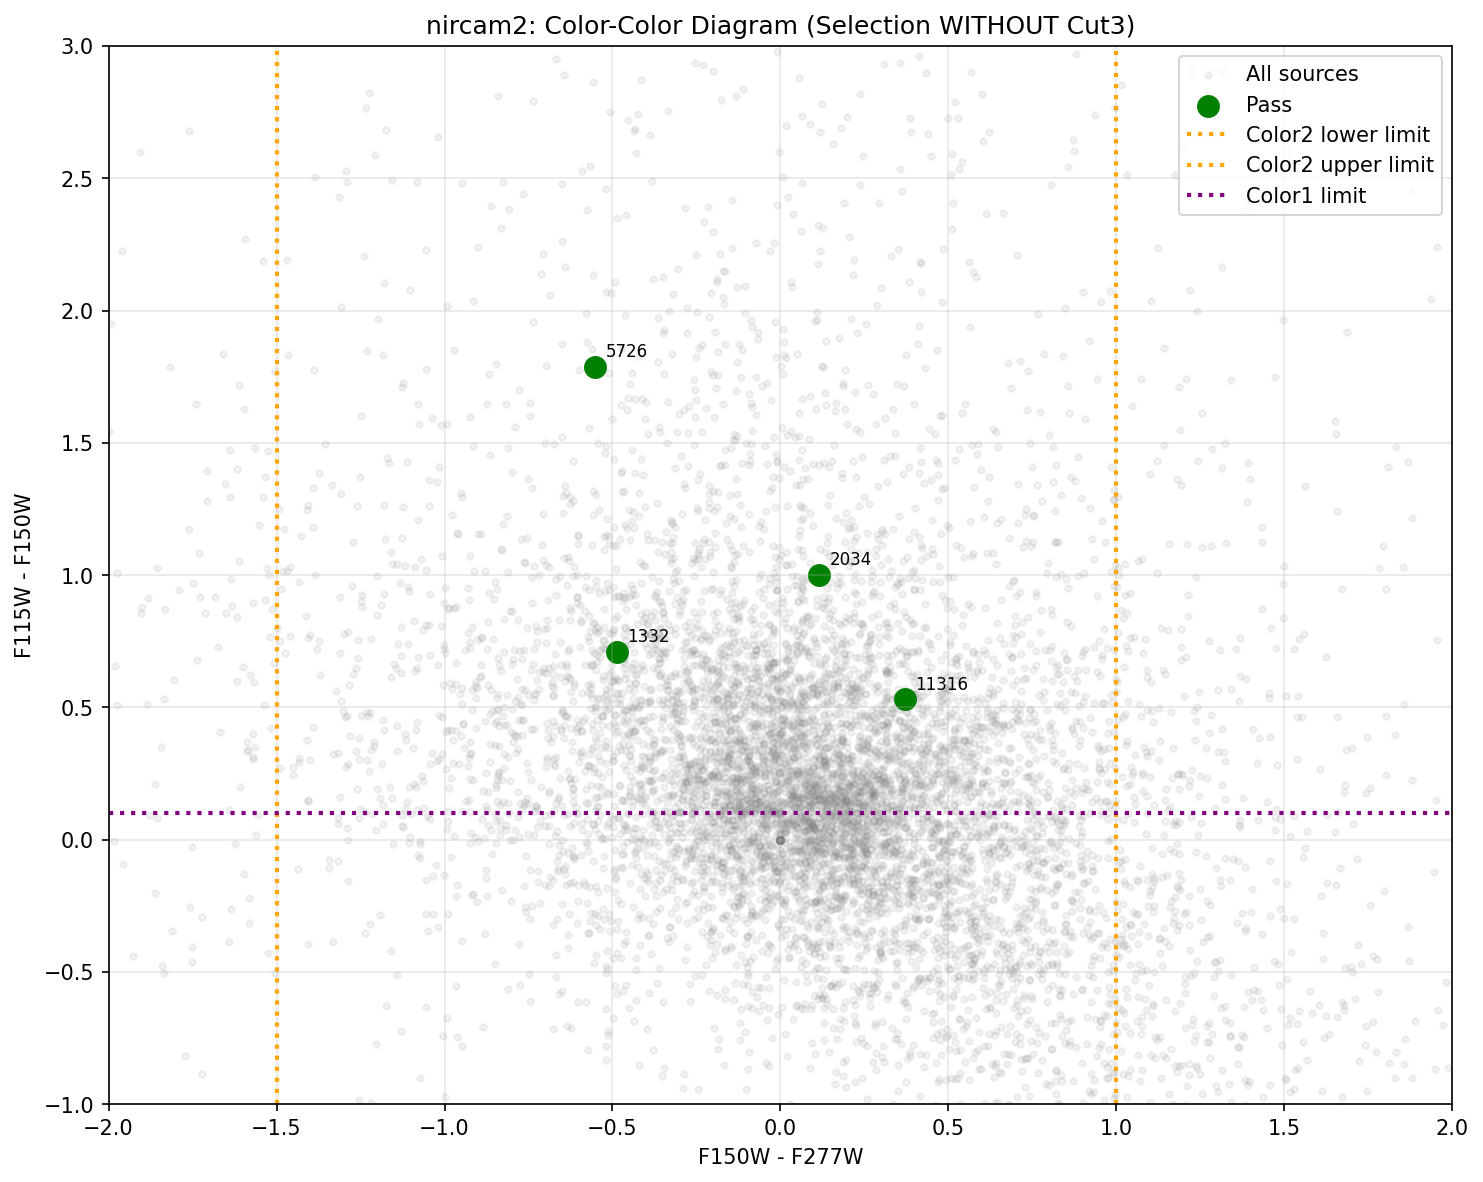 nircam2: Color-Color Diagram (Selection WITHOUT Cut3)
All sources
Pass
Color2 lower limit
Color2 upper limit
Color1 limit
F115W - F150W
3.0
2.5
2.0
1.5
1.0
0.5
0.0
−0.5
−1.0
5726
2034
1332
11316
−2.0 −1.5 −1.0 −0.5 0.0 0.5 1.0 1.5 2.0
F150W - F277W